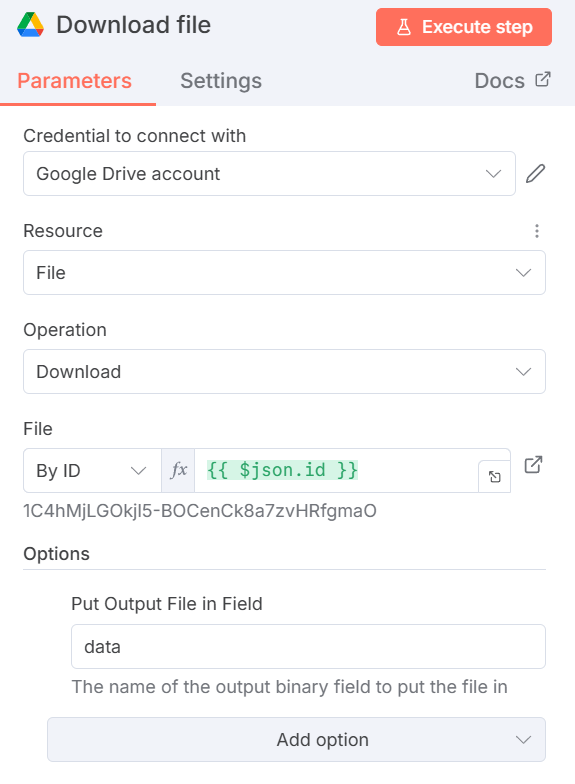 Download file
Execute step
Parameters
Settings
Docs
Credential to connect with
Google Drive account
Resource
File
Operation
Download
File
By ID
fx
{{ $json.id }}
1C4hMjLGOkjI5-BOCenCk8a7zvHRfgmaO
Options
Put Output File in Field
data
The name of the output binary field to put the file in
Add option